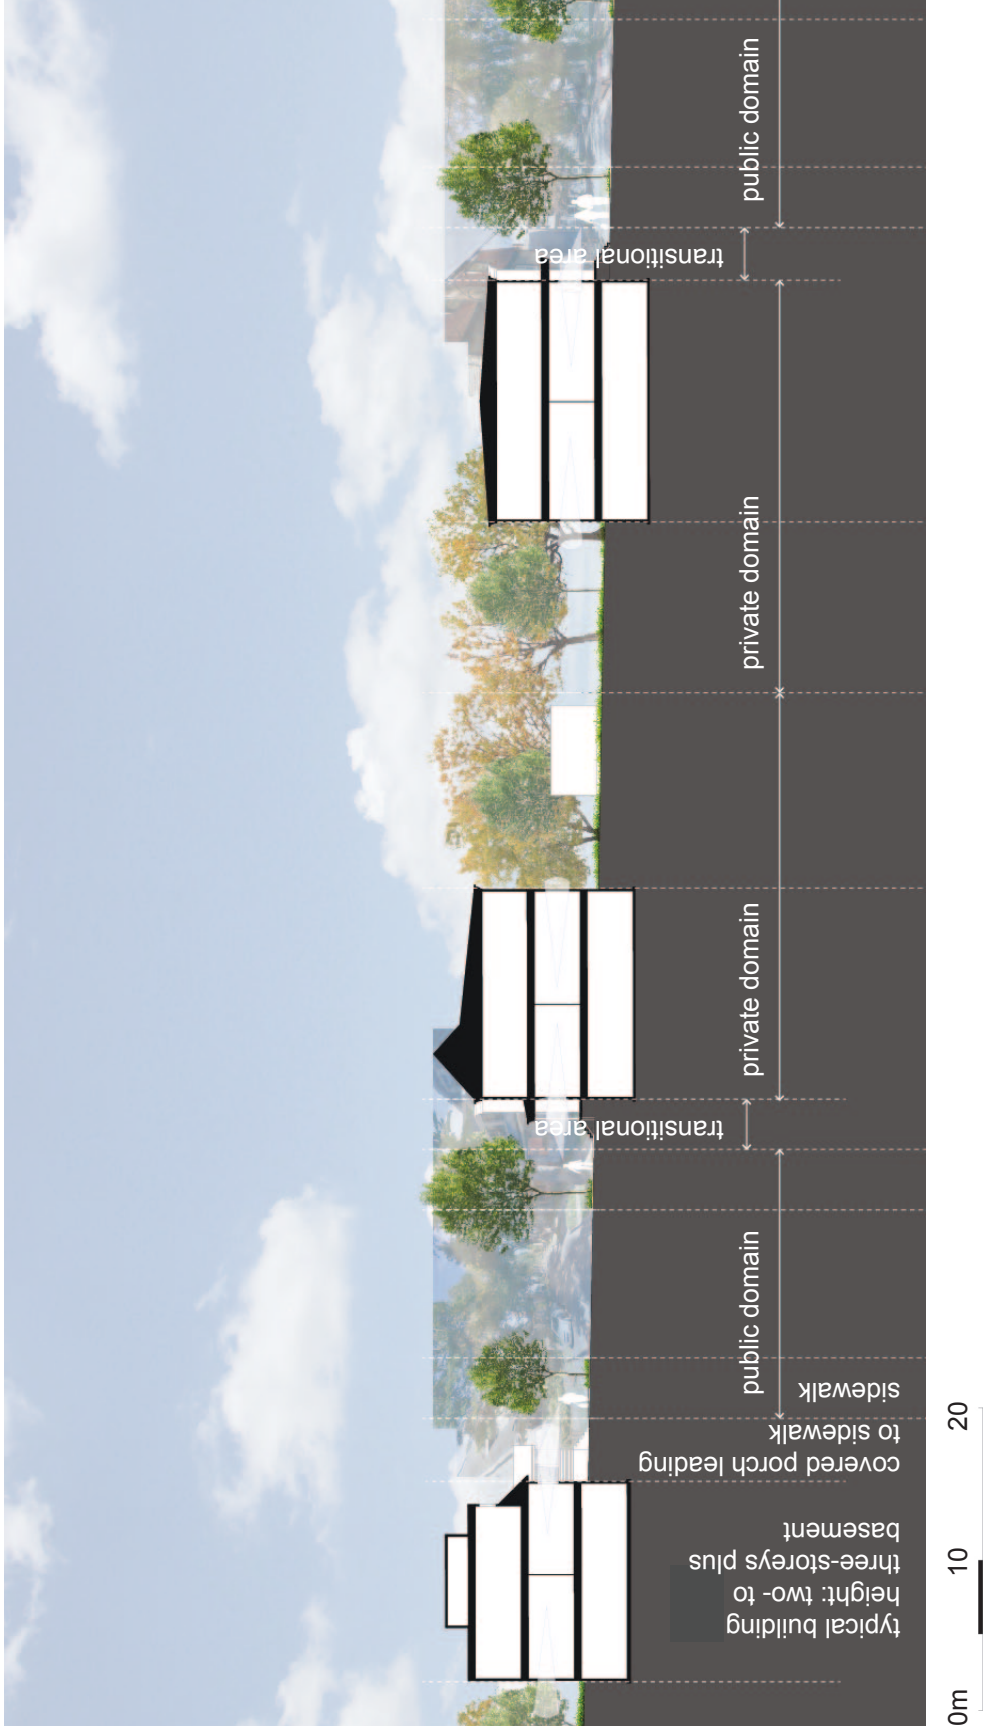 typical building
height: two- to
three-storeys plus
basement
covered porch leading
to sidewalk
sidewalk
public domain
transitional area
private domain
private domain
transitional area
public domain
0m
10
20